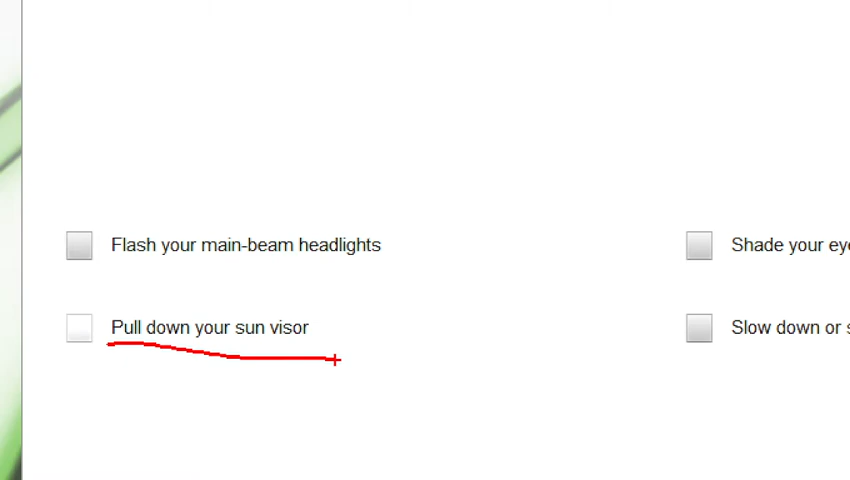 Flash your main-beam headlights
Shade your
Pull down your sun visor
Slow down or